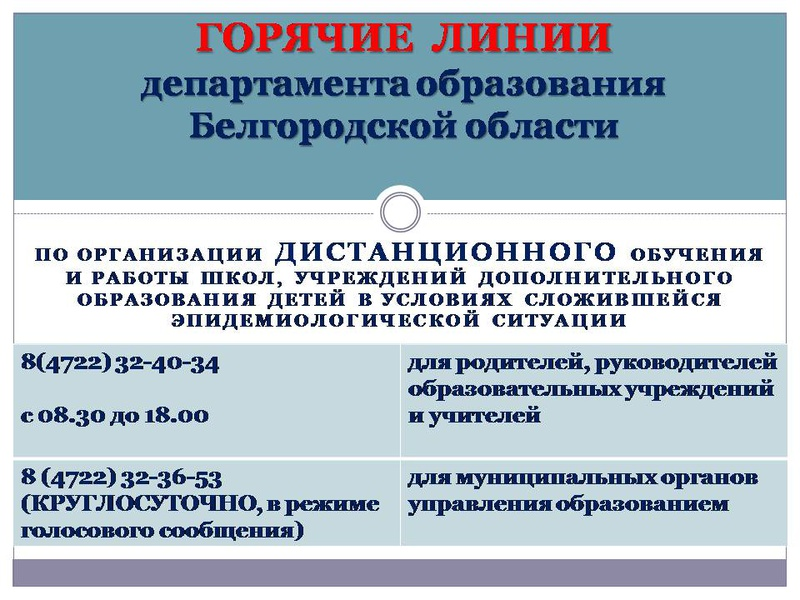 ГОРЯЧИЕ ЛИНИИ
департамента образования
Белгородской области
ПО ОРГАНИЗАЦИИ ДИСТАНЦИОННОГО ОБУЧЕНИЯ
И РАБОТЫ ШКОЛ, УЧРЕЖДЕНИЙ ДОПОЛНИТЕЛЬНОГО
ОБРАЗОВАНИЯ ДЕТЕЙ В УСЛОВИЯХ СЛОЖИВШЕЙСЯ
ЭПИДЕМИОЛОГИЧЕСКОЙ СИТУАЦИИ
8(4722) 32-40-34
с 08.30 до 18.00
для родителей, руководителей
образовательных учреждений
и учителей
8 (4722) 32-36-53
(КРУГЛОСУТОЧНО, в режиме
голосового сообщения)
для муниципальных органов
управления образованием